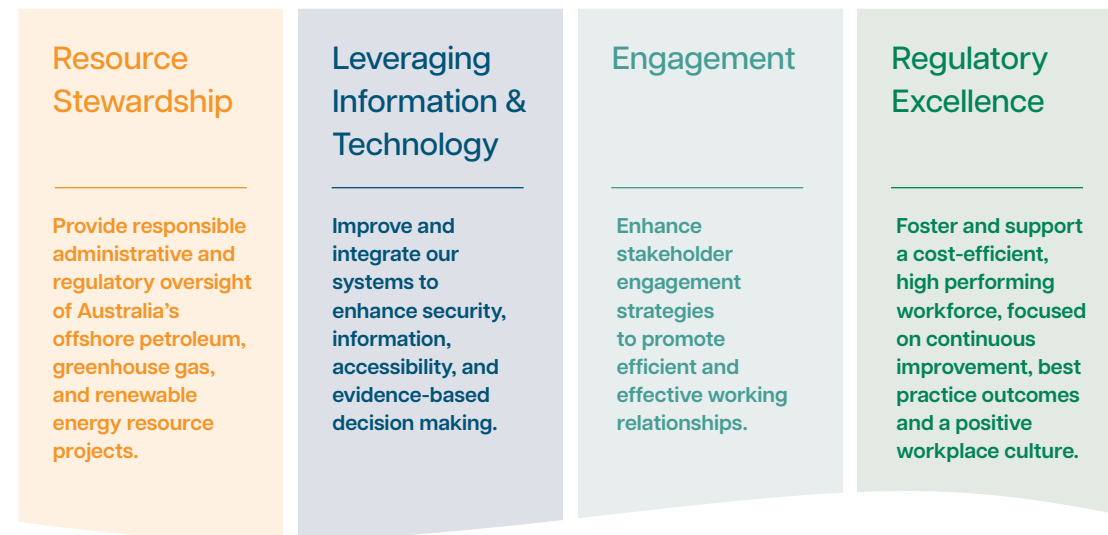 Resource
Stewardship
Provide responsible
administrative and
regulatory oversight
of Australia’s
offshore petroleum,
greenhouse gas,
and renewable
energy resource
projects.
Leveraging
Information &
Technology
Improve and
integrate our
systems to
enhance security,
information,
accessibility, and
evidence-based
decision making.
Engagement
Enhance
stakeholder
engagement
strategies
to promote
efficient and
effective working
relationships.
Regulatory
Excellence
Foster and support
a cost-efficient,
high performing
workforce, focused
on continuous
improvement, best
practice outcomes
and a positive
workplace culture.